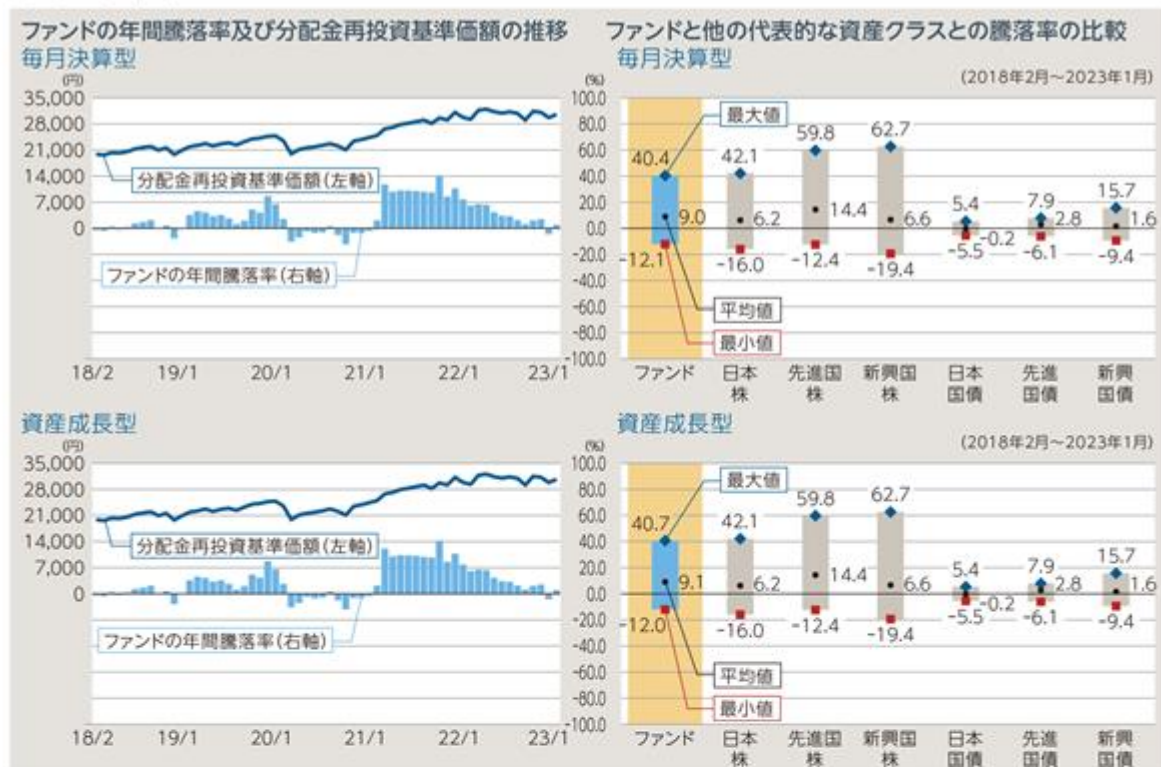 ファンドの年間騰落率及び分配金再投資基準価額の推移
毎月決算型
(円)
35,000
28,000
21,000
14,000
7,000
0
分配金再投資基準価額(左軸)
ファンドの年間騰落率(右軸)
18/2 19/1 20/1 21/1 22/1 23/1
ファンドと他の代表的な資産クラスとの騰落率の比較
毎月決算型
(2018年2月〜2023年1月)
(%)
100.0
80.0
60.0
40.0
20.0
0.0
-20.0
-40.0
-60.0
-80.0
-100.0
最大値
平均値
最小値
40.4 42.1 59.8 62.7 5.4 7.9 15.7
9.0 6.2 14.4 6.6 -0.2 2.8 1.6
-12.1 -16.0 -12.4 -19.4 -5.5 -6.1 -9.4
ファンド 日本 先進国 新興国 日本 先進 新興
株 株 株 国債 国債 国債
資産成長型
(円)
35,000
28,000
21,000
14,000
7,000
0
分配金再投資基準価額(左軸)
ファンドの年間騰落率(右軸)
18/2 19/1 20/1 21/1 22/1 23/1
資産成長型
(2018年2月〜2023年1月)
(%)
100.0
80.0
60.0
40.0
20.0
0.0
-20.0
-40.0
-60.0
-80.0
-100.0
最大値
平均値
最小値
40.7 42.1 59.8 62.7 5.4 7.9 15.7
9.1 6.2 14.4 6.6 -0.2 2.8 1.6
-12.0 -16.0 -12.4 -19.4 -5.5 -6.1 -9.4
ファンド 日本 先進国 新興国 日本 先進 新興
株 株 株 国債 国債 国債